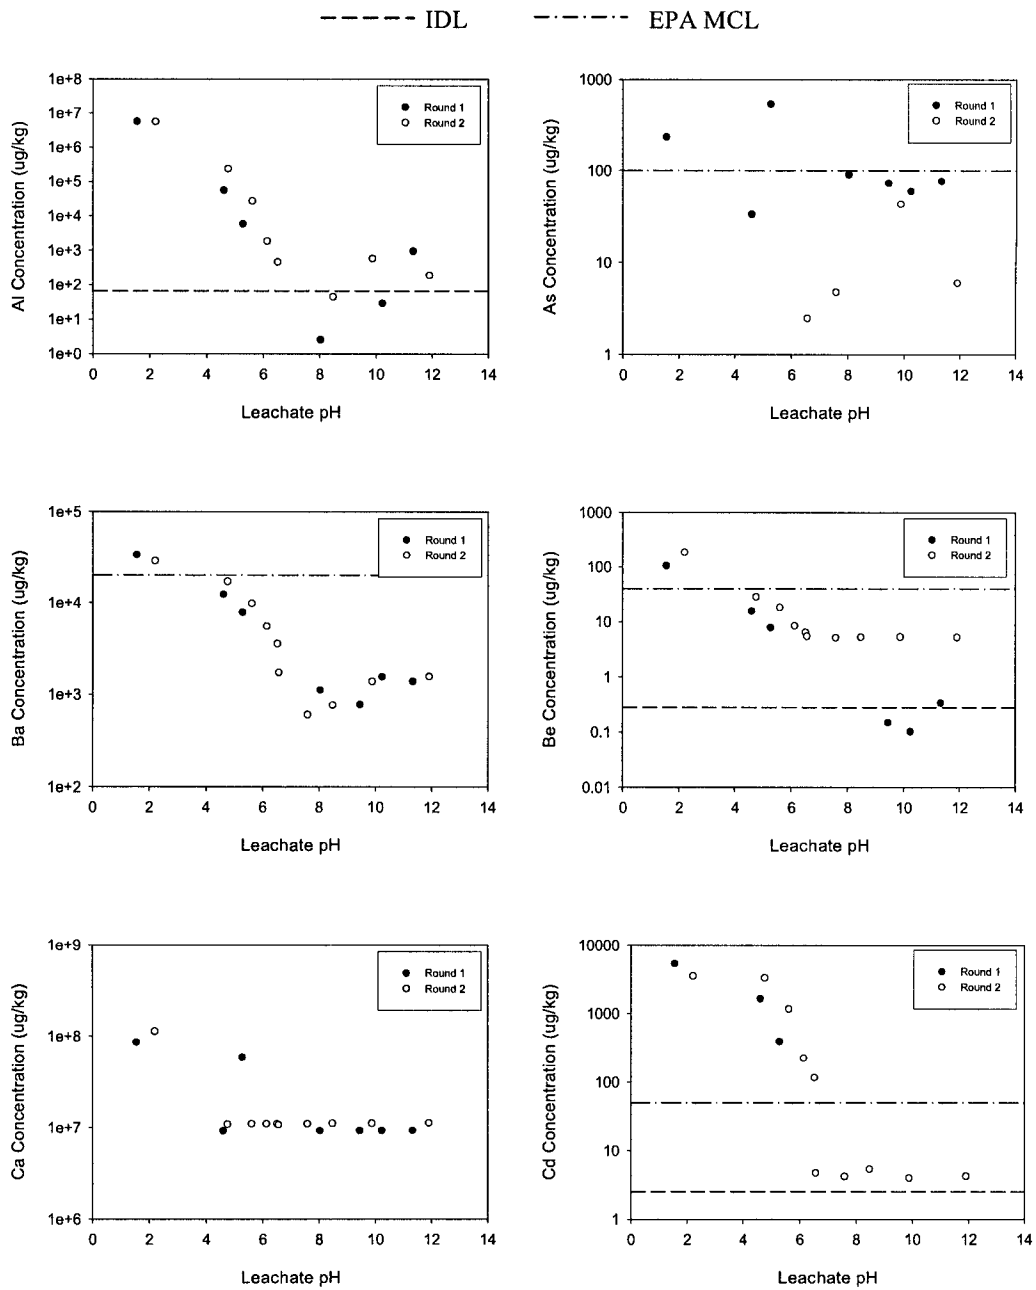 IDL EPA MCL
Al Concentration (ug/kg)
1e+8
1e+7
1e+6
1e+5
1e+4
1e+3
1e+2
1e+1
1e+0
Round 1
Round 2
0 2 4 6 8 10 12 14
Leachate pH
As Concentration (ug/kg)
1000
100
10
1
Round 1
Round 2
0 2 4 6 8 10 12 14
Leachate pH
Ba Concentration (ug/kg)
1e+5
1e+4
1e+3
1e+2
Round 1
Round 2
0 2 4 6 8 10 12 14
Leachate pH
Be Concentration (ug/kg)
1000
100
10
1
0.1
0.01
Round 1
Round 2
0 2 4 6 8 10 12 14
Leachate pH
Ca Concentration (ug/kg)
1e+9
1e+8
1e+7
1e+6
Round 1
Round 2
0 2 4 6 8 10 12 14
Leachate pH
Cd Concentration (ug/kg)
10000
1000
100
10
1
Round 1
Round 2
0 2 4 6 8 10 12 14
Leachate pH